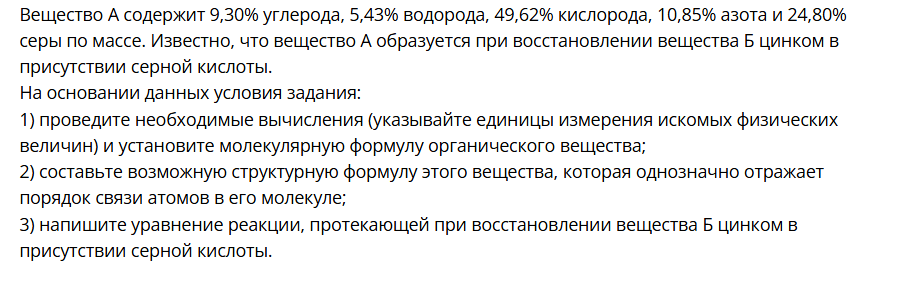 Вещество А содержит 9,30% углерода, 5,43% водорода, 49,62% кислорода, 10,85% азота и 24,80%
серы по массе. Известно, что вещество А образуется при восстановлении вещества Б цинком в
присутствии серной кислоты.
На основании данных условия задания:
1) проведите необходимые вычисления (указывайте единицы измерения искомых физических
величин) и установите молекулярную формулу органического вещества;
2) составьте возможную структурную формулу этого вещества, которая однозначно отражает
порядок связи атомов в его молекуле;
3) напишите уравнение реакции, протекающей при восстановлении вещества Б цинком в
присутствии серной кислоты.